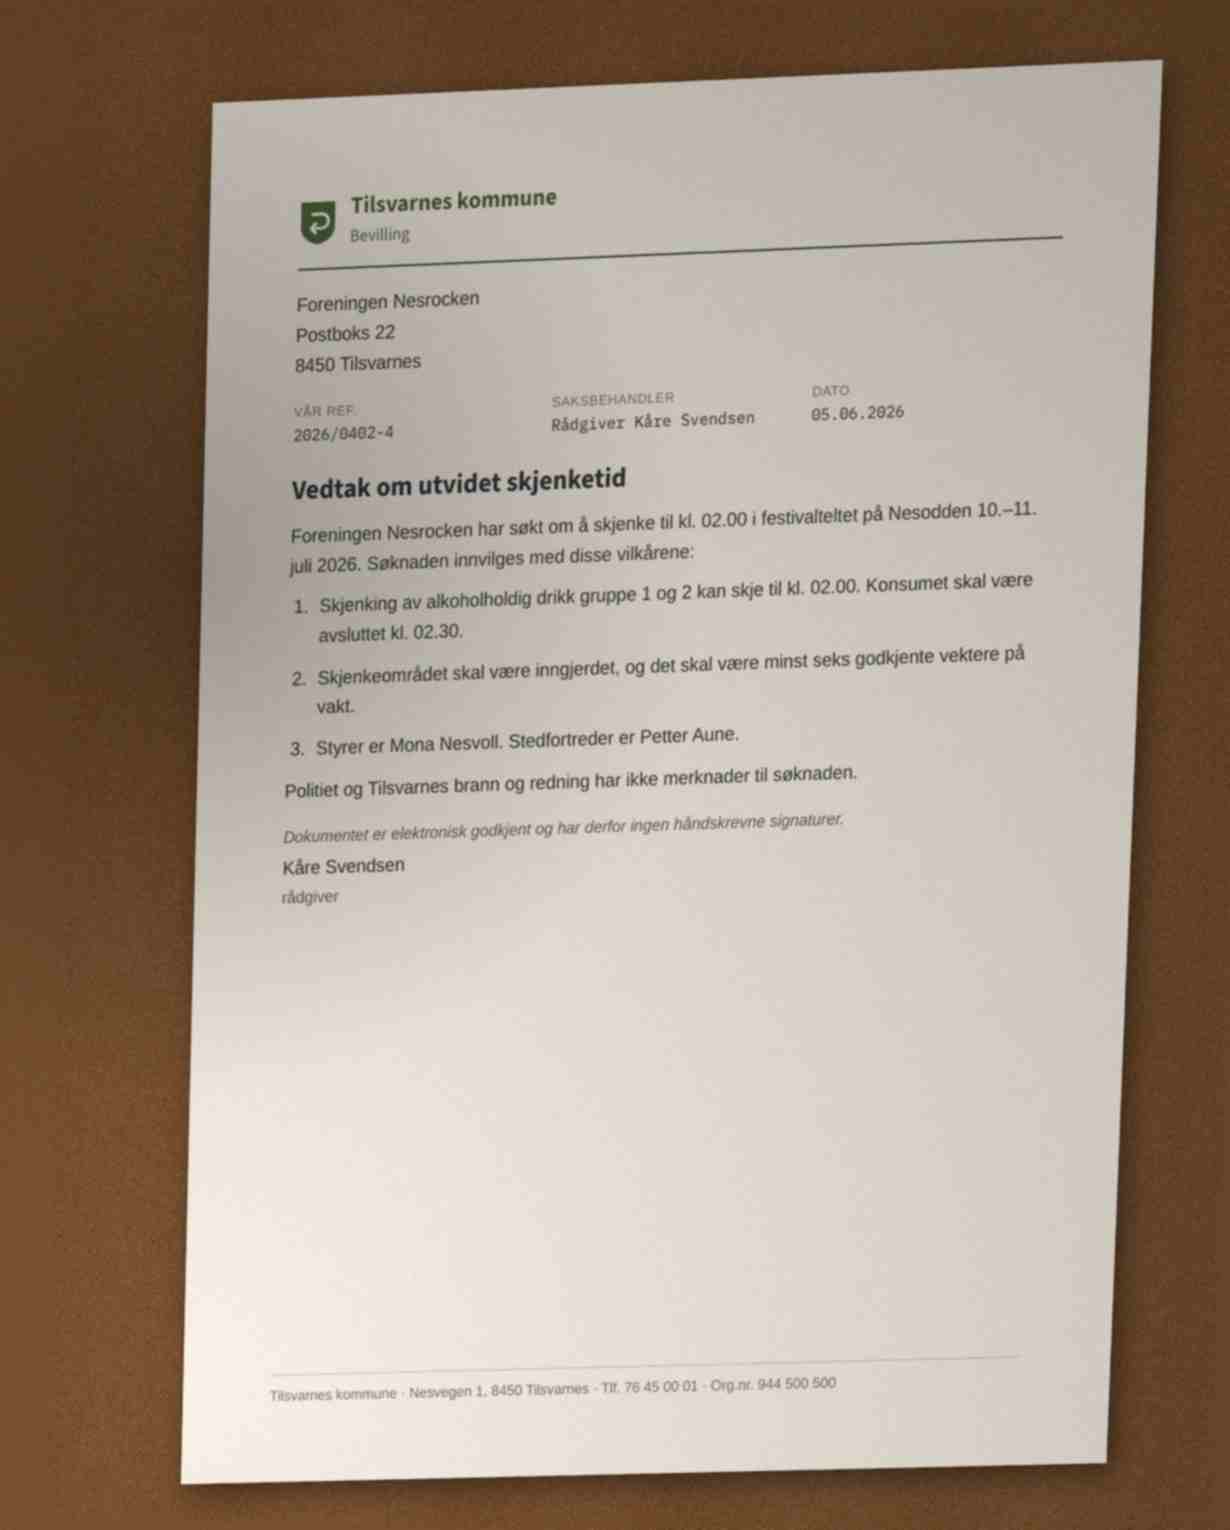 Tilsvarnes kommune
Bevilling
Foreningen Nesrocken
Postboks 22
8450 Tilsvarnes
VÅR REF.
2026/0402-4
SAKSBEHANDLER
Rådgiver Kåre Svendsen
DATO
05.06.2026
Vedtak om utvidet skjenketid
Foreningen Nesrocken har søkt om å skjenke til kl. 02.00 i festivalteltet på Nesodden 10.–11.
juli 2026. Søknaden innvilges med disse vilkårene:
1. Skjenking av alkoholholdig drikk gruppe 1 og 2 kan skje til kl. 02.00. Konsumet skal være
avsluttet kl. 02.30.
2. Skjenkeområdet skal være inngjerdet, og det skal være minst seks godkjente vektere på
vakt.
3. Styrer er Mona Nesvoll. Stedfortreder er Petter Aune.
Politiet og Tilsvarnes brann og redning har ikke merknader til søknaden.
Dokumentet er elektronisk godkjent og har derfor ingen håndskrevne signaturer.
Kåre Svendsen
rådgiver
Tilsvarnes kommune · Nesvegen 1, 8450 Tilsvarnes · Tlf. 76 45 00 01 · Org.nr. 944 500 500